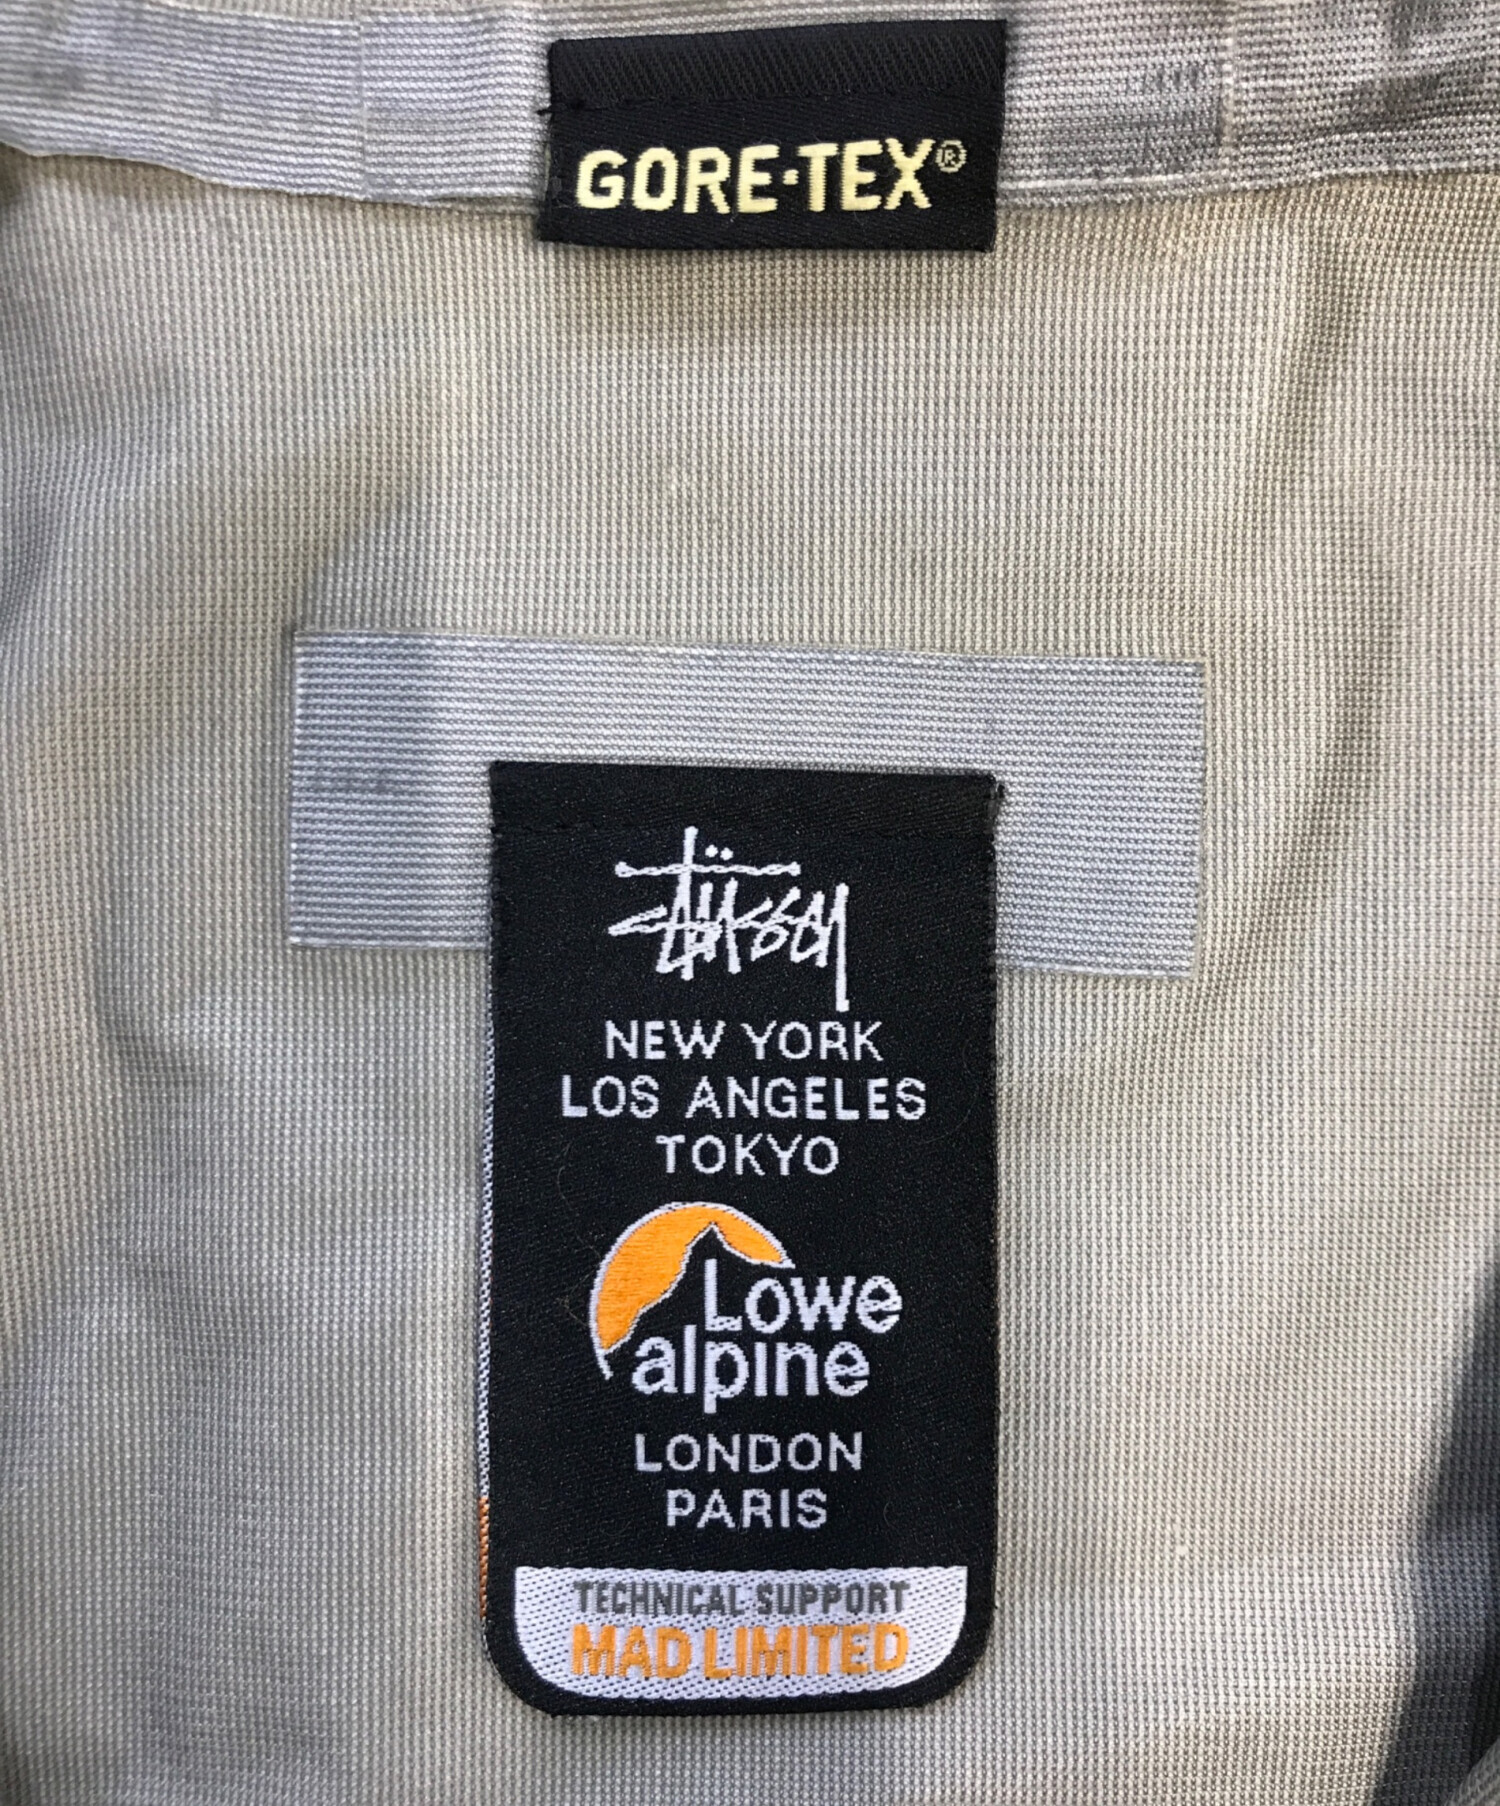 GORE-TEX®
Stüssy
NEW YORK
LOS ANGELES
TOKYO
Lowe
alpine
LONDON
PARIS
TECHNICAL SUPPORT
MAD LIMITED